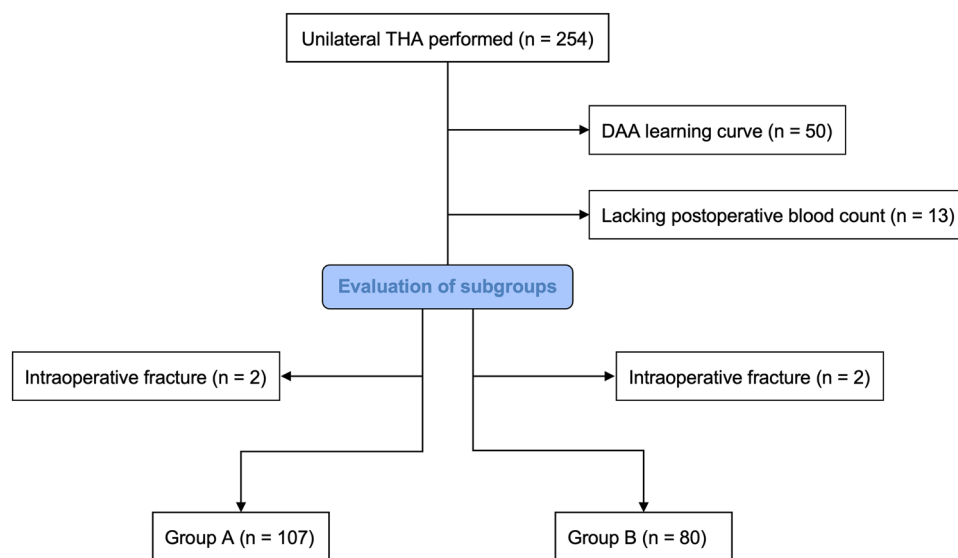 Unilateral THA performed (n = 254)
DAA learning curve (n = 50)
Lacking postoperative blood count (n = 13)
Evaluation of subgroups
Intraoperative fracture (n = 2)
Intraoperative fracture (n = 2)
Group A (n = 107)
Group B (n = 80)